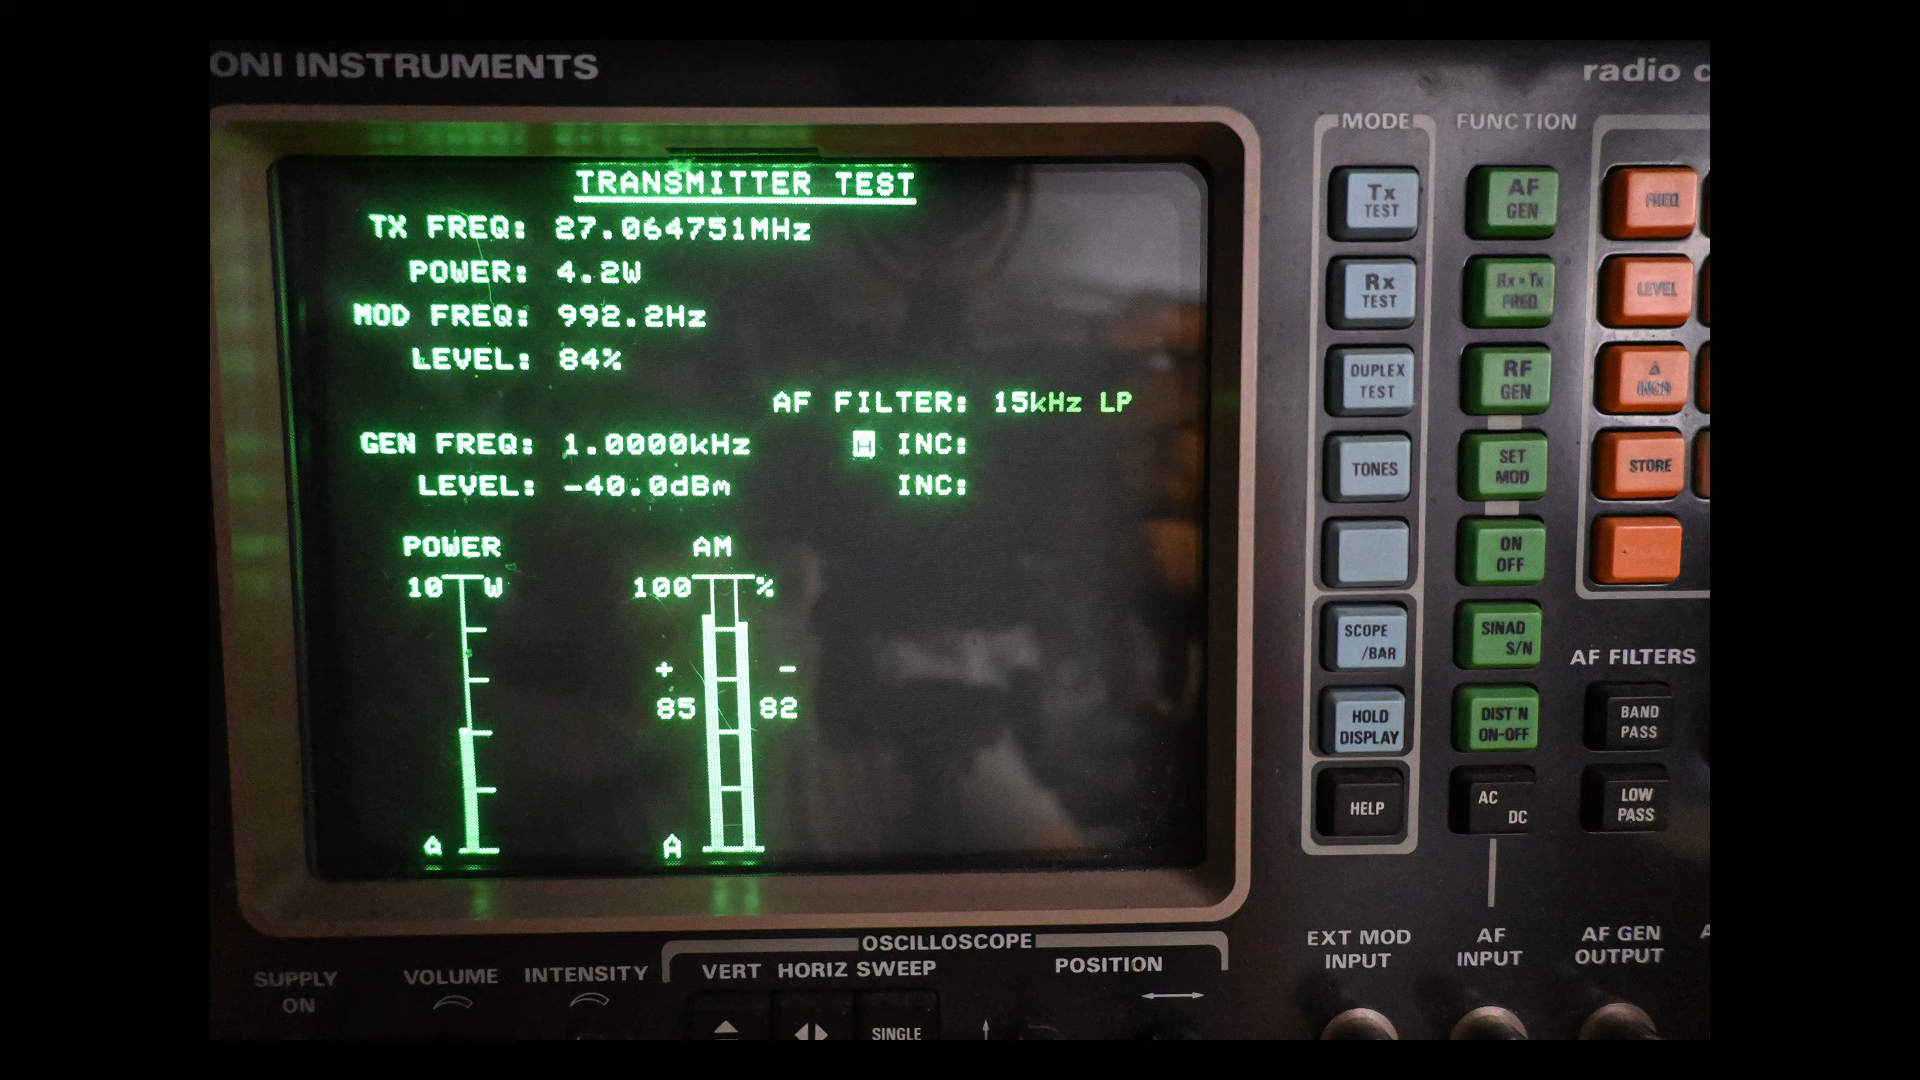 ONI INSTRUMENTS
radio c
TRANSMITTER TEST
TX FREQ: 27.064751MHz
POWER: 4.2W
MOD FREQ: 992.2Hz
LEVEL: 84%
AF FILTER: 15kHz LP
GEN FREQ: 1.0000kHz
H INC:
LEVEL: -40.0dBm
INC:
POWER
10 W
A
AM
100 %
+ -
85 82
A
MODE
Tx
TEST
Rx
TEST
DUPLEX
TEST
TONES
SCOPE
/BAR
HOLD
DISPLAY
HELP
FUNCTION
AF
GEN
Rx=Tx
FREQ
RF
GEN
SET
MOD
ON
OFF
SINAD
S/N
DIST'N
ON-OFF
AC
DC
FREQ
LEVEL
Δ
INCR
STORE
AF FILTERS
BAND
PASS
LOW
PASS
SUPPLY
ON
VOLUME
INTENSITY
OSCILLOSCOPE
VERT HORIZ SWEEP
POSITION
SINGLE
EXT MOD
INPUT
AF
INPUT
AF GEN
OUTPUT